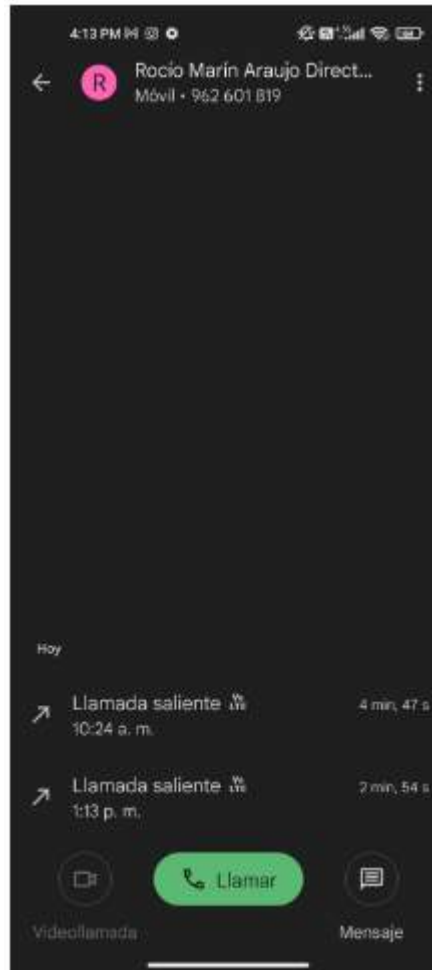 4:13 PM
R
Rocío Marín Araujo Direct...
Móvil • 962 601 819
Hoy
Llamada saliente
4 min, 47 s
10:24 a. m.
Llamada saliente
2 min, 54 s
1:13 p. m.
Llamar
Videollamada
Mensaje